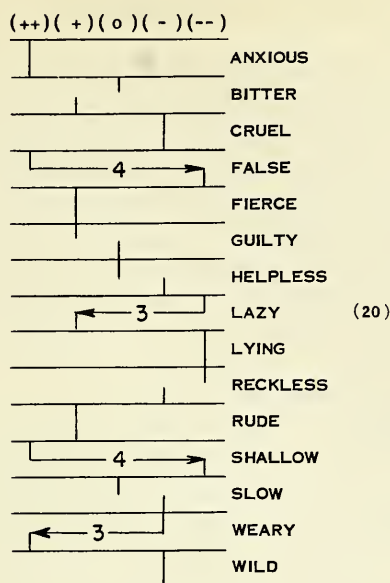 (++)( + )( o )( - )(--)
ANXIOUS
BITTER
CRUEL
4 FALSE
FIERCE
GUILTY
HELPLESS
3 LAZY (20)
LYING
RECKLESS
RUDE
4 SHALLOW
SLOW
3 WEARY
WILD